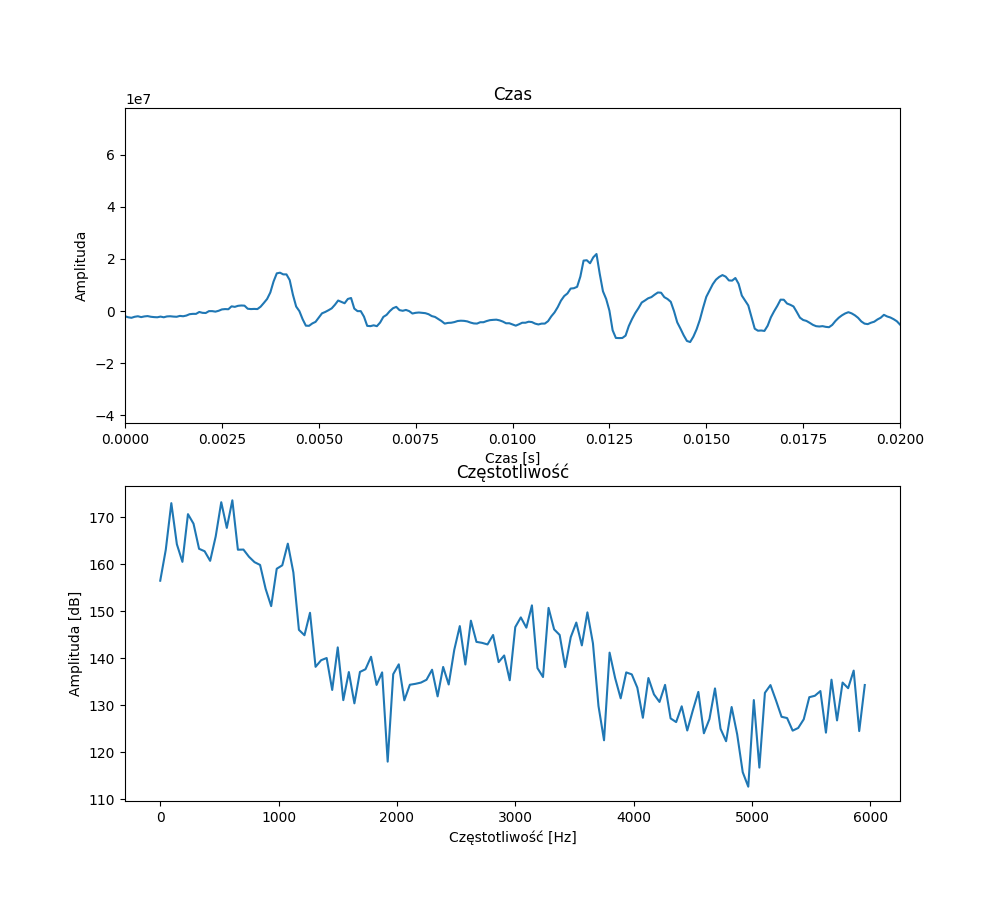 Czas
1e7
Amplituda
6
4
2
0
−2
−4
0.0000 0.0025 0.0050 0.0075 0.0100 0.0125 0.0150 0.0175 0.0200
Czas [s]
Częstotliwość
Amplituda [dB]
170
160
150
140
130
120
110
0 1000 2000 3000 4000 5000 6000
Częstotliwość [Hz]